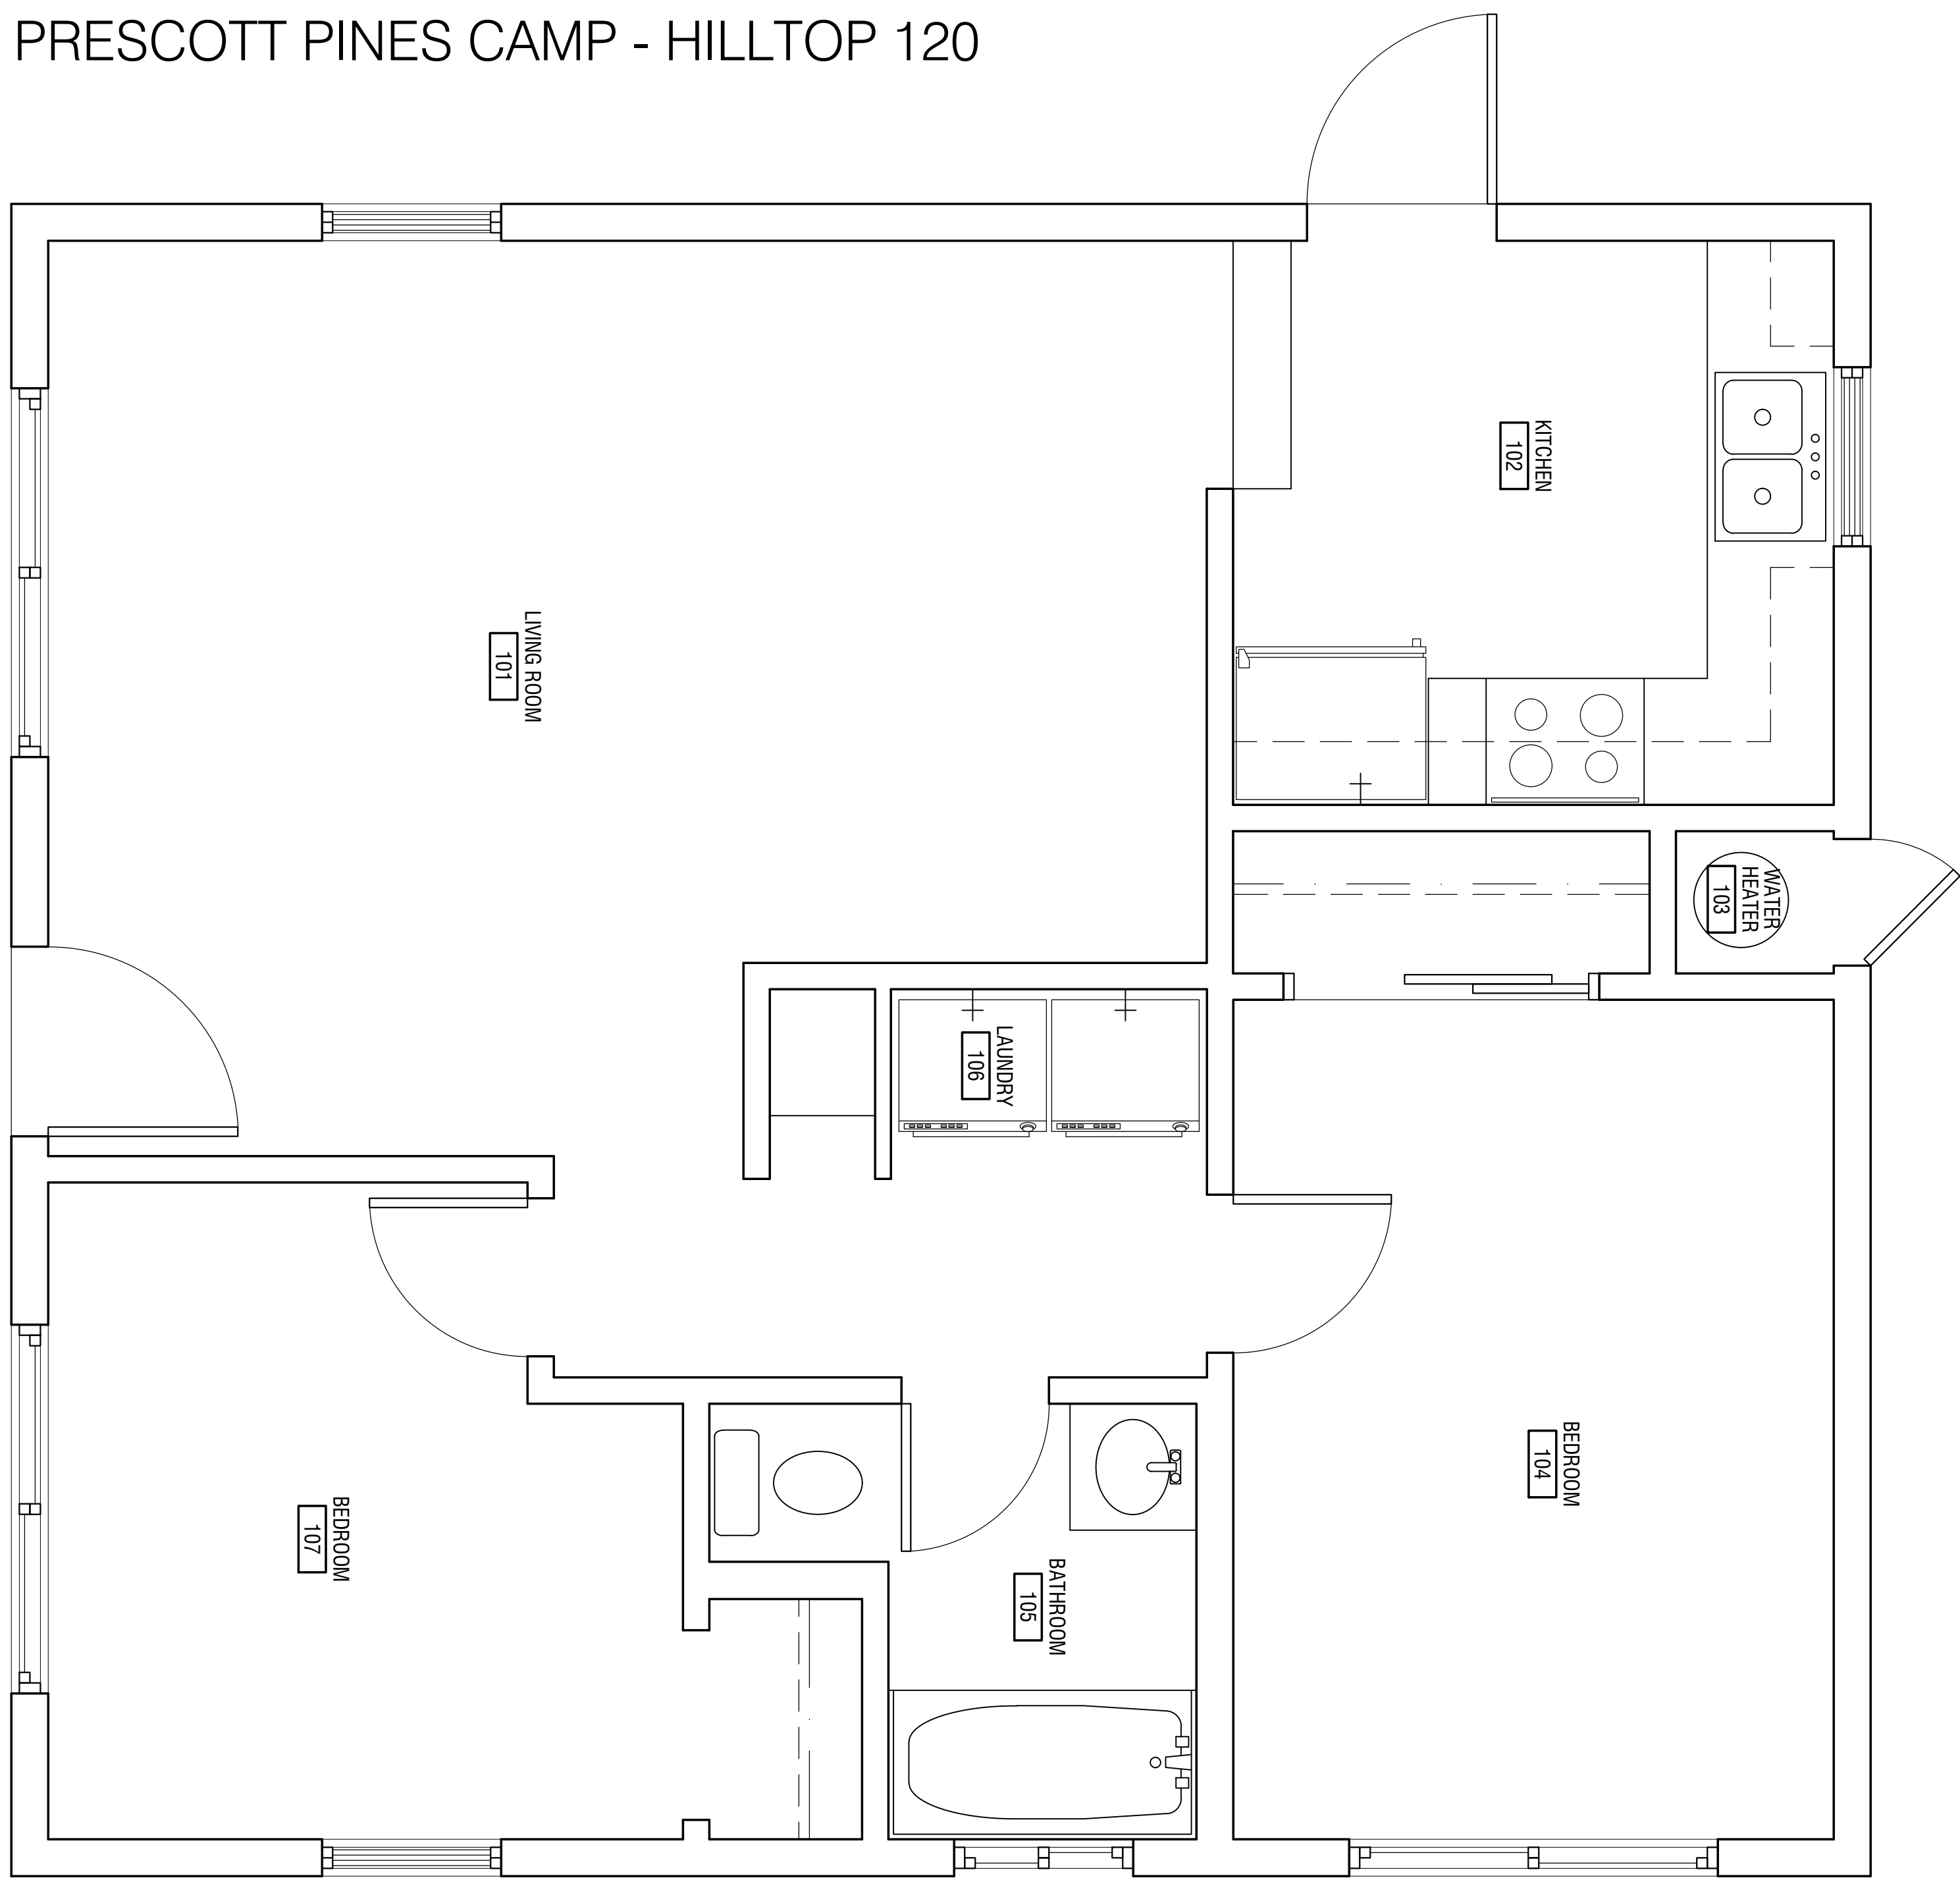 PRESCOTT PINES CAMP - HILLTOP 120
KITCHEN
102
LIVING ROOM
101
WATER
HEATER
103
LAUNDRY
106
BEDROOM
104
BEDROOM
107
BATHROOM
105